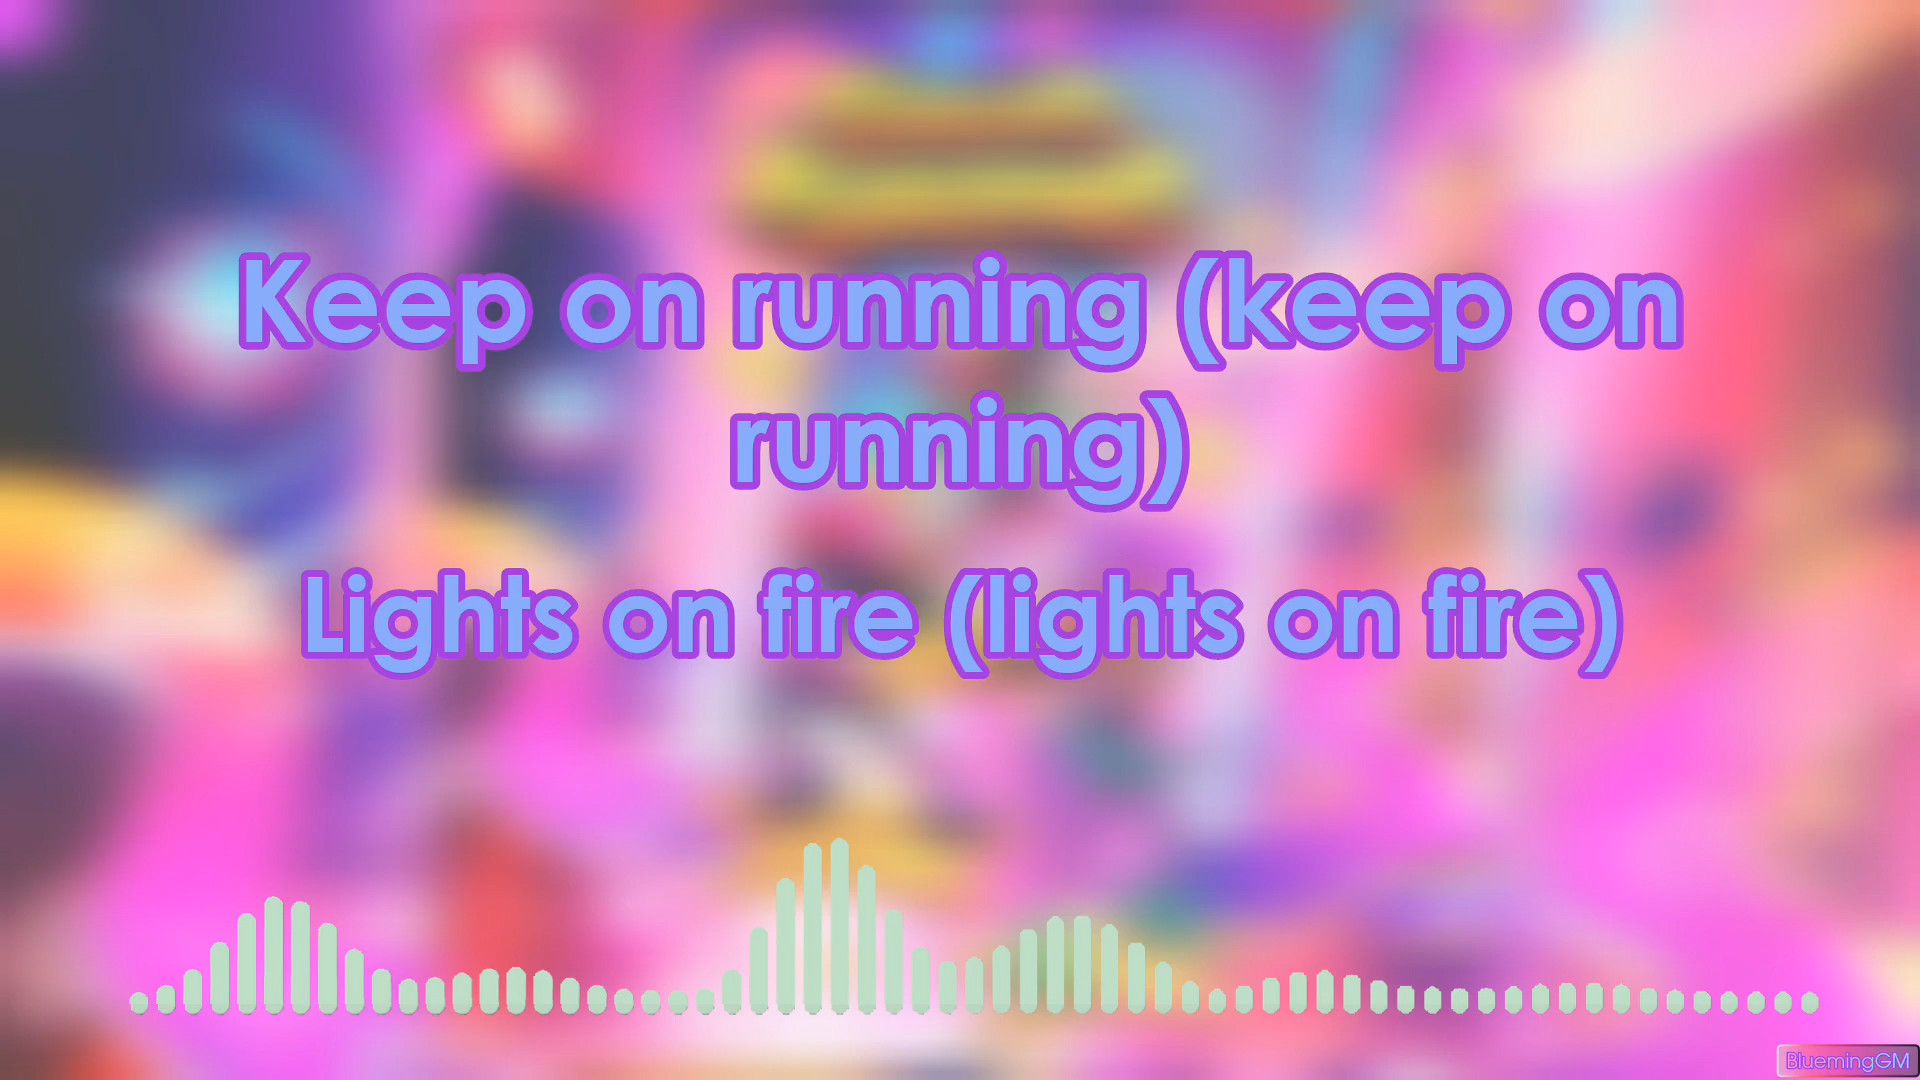 Keep on running (keep on
running)
Lights on fire (lights on fire)
BluemingGM